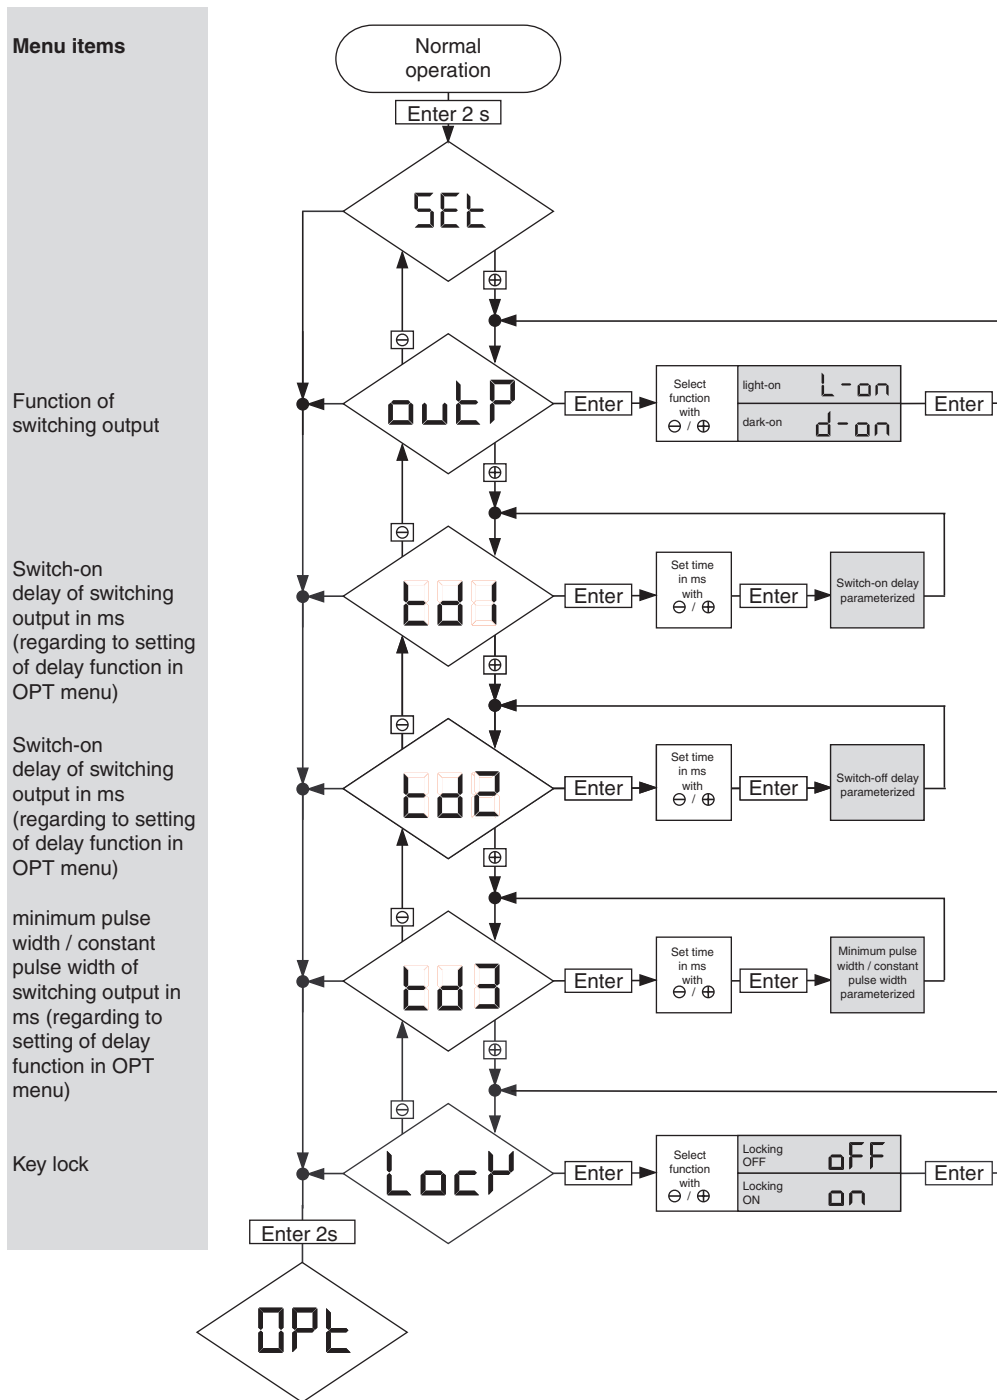 Menu items
Normal
operation
Enter 2 s
SEt
⊕
⊖
Function of
switching output
outP
Enter
Select
function
with
⊖ / ⊕
light-on L-on
dark-on d-on
Enter
⊕
⊖
Switch-on
delay of switching
output in ms
(regarding to setting
of delay function in
OPT menu)
td1
Enter
Set time
in ms
with
⊖ / ⊕
Enter
Switch-on delay
parameterized
⊕
⊖
Switch-on
delay of switching
output in ms
(regarding to setting
of delay function in
OPT menu)
td2
Enter
Set time
in ms
with
⊖ / ⊕
Enter
Switch-off delay
parameterized
⊕
⊖
minimum pulse
width / constant
pulse width of
switching output in
ms (regarding to
setting of delay
function in OPT
menu)
td3
Enter
Set time
in ms
with
⊖ / ⊕
Enter
Minimum pulse
width / constant
pulse width
parameterized
⊕
⊖
Key lock
LocK
Enter
Select
function
with
⊖ / ⊕
Locking
OFF
oFF
Locking
ON
on
Enter
Enter 2s
OPt